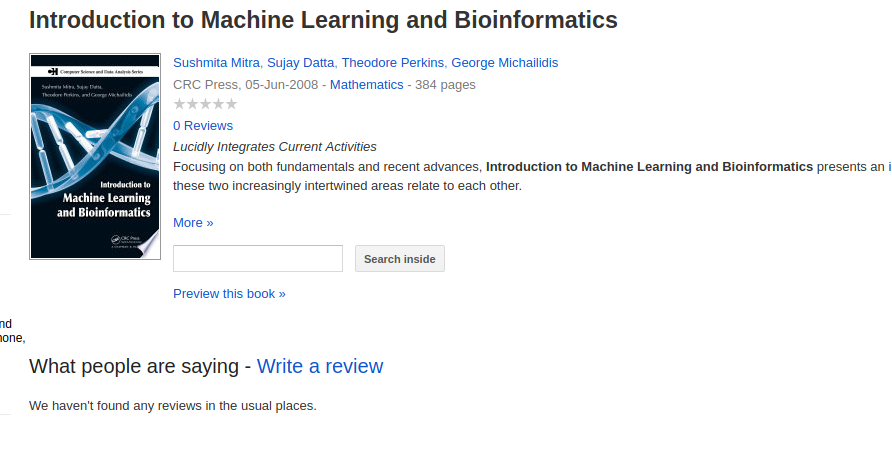 Introduction to Machine Learning and Bioinformatics
Computer Science and Data Analysis Series
Sushmita Mitra, Sujay Datta,
Theodore Perkins, and George Michailidis
Introduction to
Machine Learning
and Bioinformatics
CRC Press
Sushmita Mitra, Sujay Datta, Theodore Perkins, George Michailidis
CRC Press, 05-Jun-2008 - Mathematics - 384 pages
0 Reviews
Lucidly Integrates Current Activities
Focusing on both fundamentals and recent advances, Introduction to Machine Learning and Bioinformatics presents an i
these two increasingly intertwined areas relate to each other.
More »
Search inside
Preview this book »
nd
none,
What people are saying - Write a review
We haven't found any reviews in the usual places.